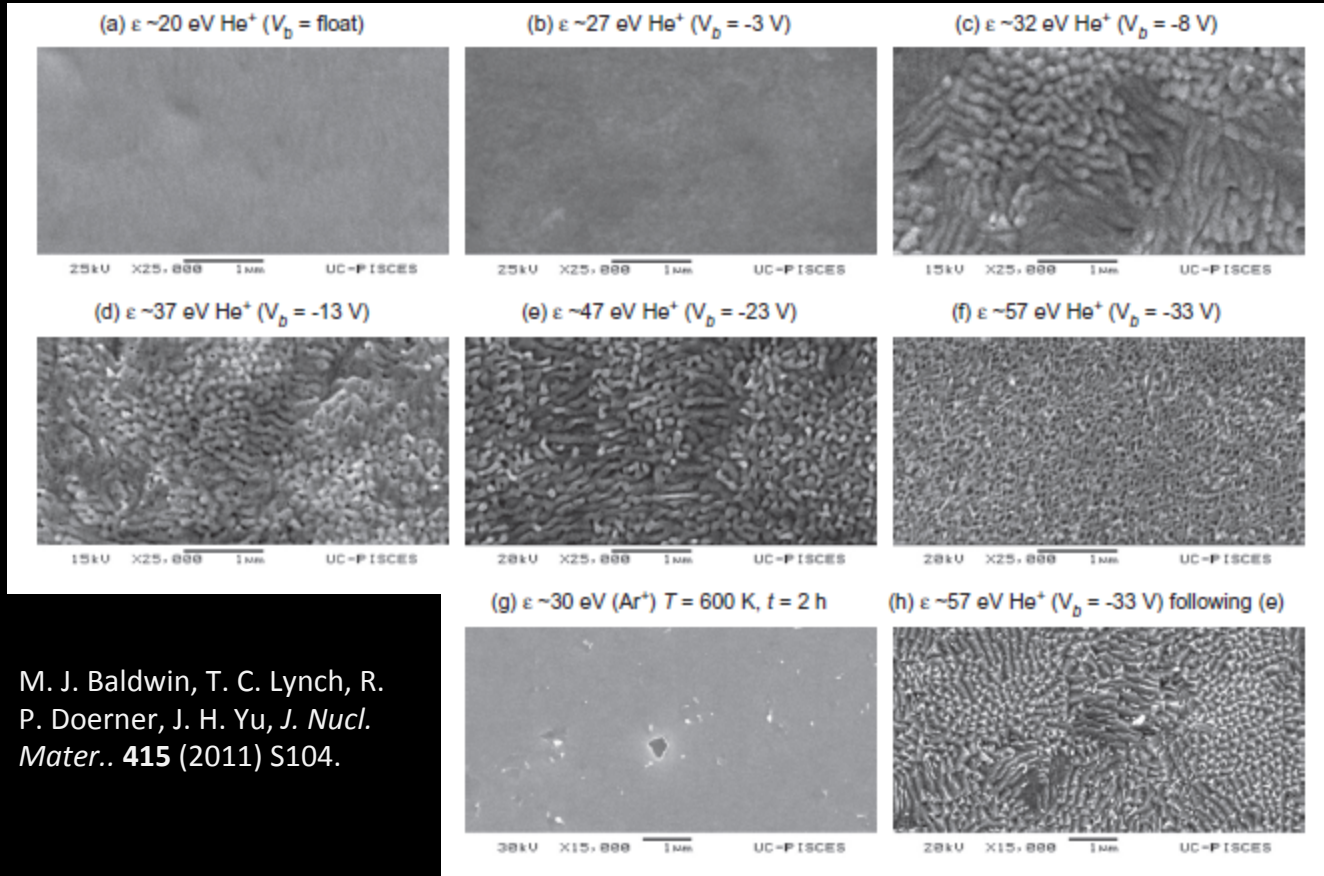 (a) ε ~20 eV He⁺ (V_b = float)
(b) ε ~27 eV He⁺ (V_b = -3 V)
(c) ε ~32 eV He⁺ (V_b = -8 V)
25kV X25,000 1µm UC-PISCES
25kV X25,000 1µm UC-PISCES
15kV X25,000 1µm UC-PISCES
(d) ε ~37 eV He⁺ (V_b = -13 V)
(e) ε ~47 eV He⁺ (V_b = -23 V)
(f) ε ~57 eV He⁺ (V_b = -33 V)
15kV X25,000 1µm UC-PISCES
20kV X25,000 1µm UC-PISCES
20kV X25,000 1µm UC-PISCES
(g) ε ~30 eV (Ar⁺) T = 600 K, t = 2 h
(h) ε ~57 eV He⁺ (V_b = -33 V) following (e)
30kV X15,000 1µm UC-PISCES
20kV X15,000 1µm UC-PISCES
M. J. Baldwin, T. C. Lynch, R.
P. Doerner, J. H. Yu, J. Nucl.
Mater.. 415 (2011) S104.